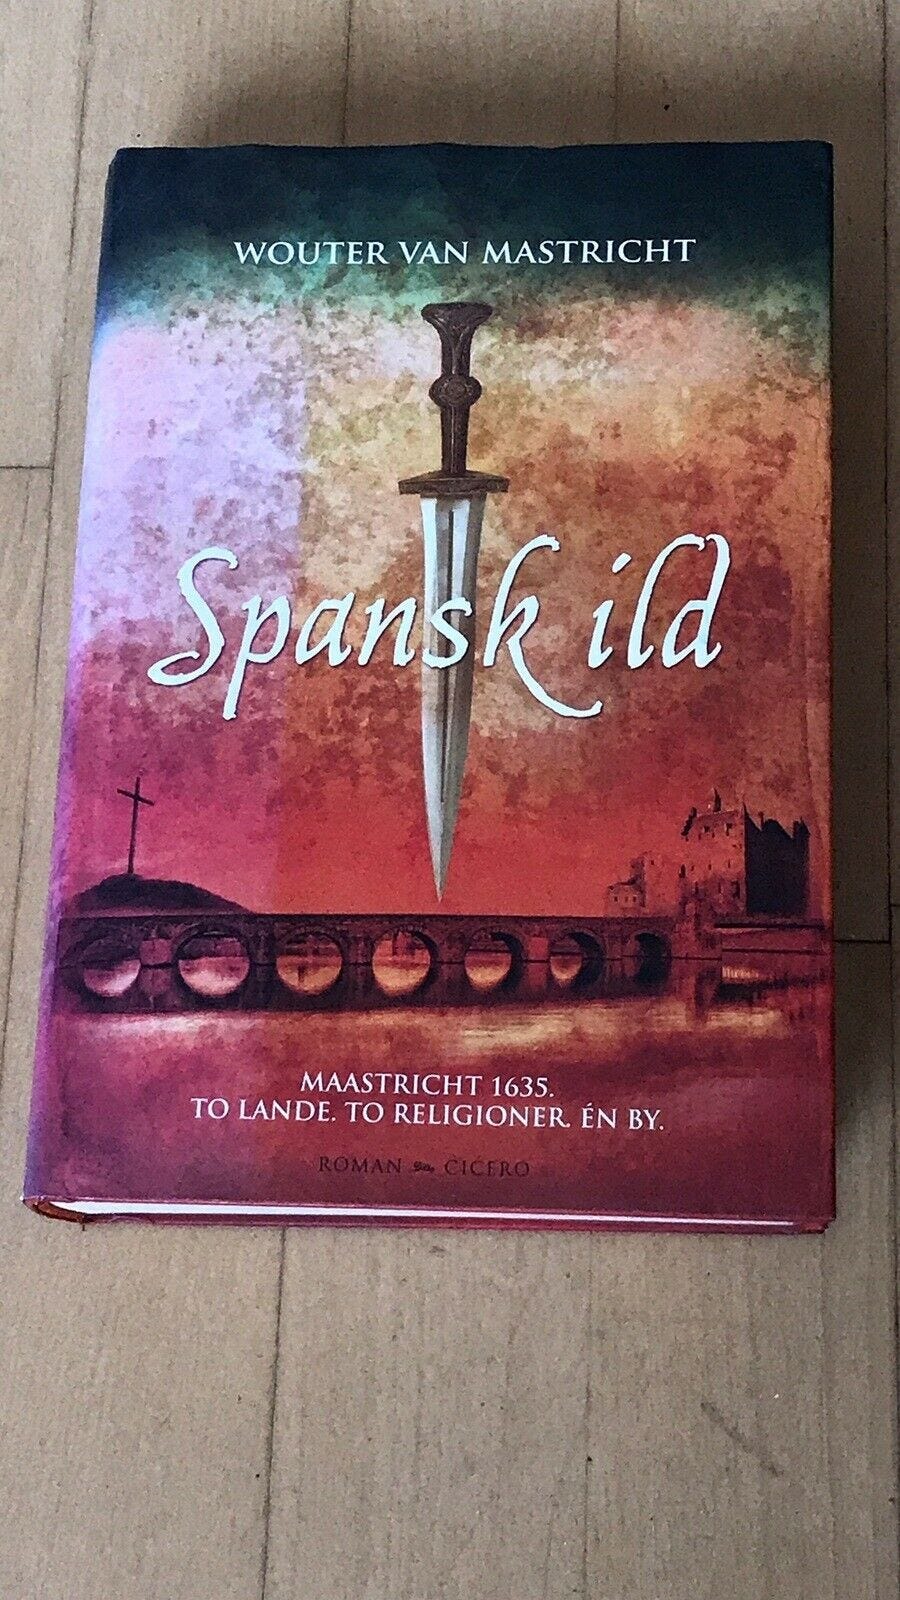 WOUTER VAN MASTRICHT
Spansk ild
MAASTRICHT 1635.
TO LANDE. TO RELIGIONER. ÉN BY.
ROMAN CICERO